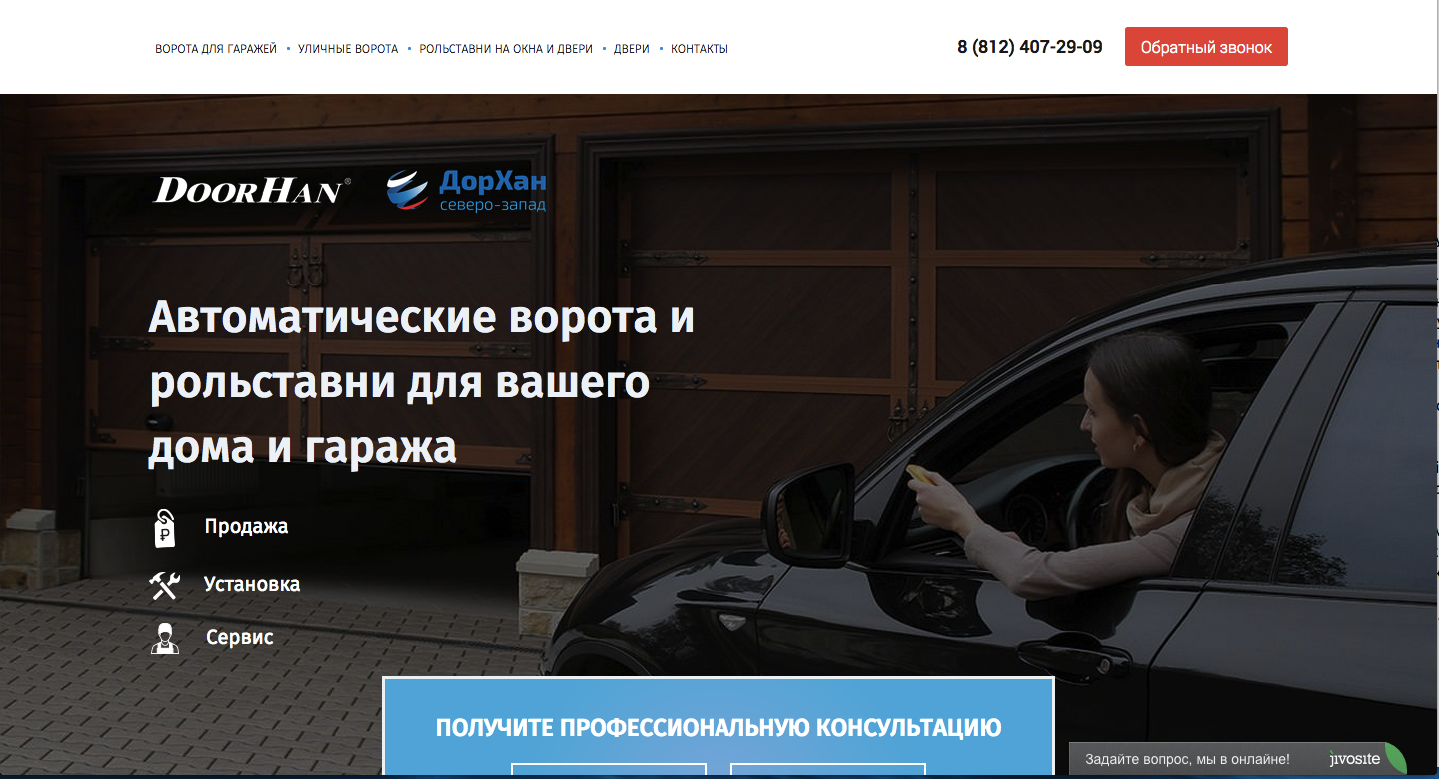 ВОРОТА ДЛЯ ГАРАЖЕЙ • УЛИЧНЫЕ ВОРОТА • РОЛЬСТАВНИ НА ОКНА И ДВЕРИ • ДВЕРИ • КОНТАКТЫ
8 (812) 407-29-09
Обратный звонок
DOORHAN®
ДорХан
северо-запад
Автоматические ворота и
рольставни для вашего
дома и гаража
Продажа
Установка
Сервис
ПОЛУЧИТЕ ПРОФЕССИОНАЛЬНУЮ КОНСУЛЬТАЦИЮ
Задайте вопрос, мы в онлайне! jivosite